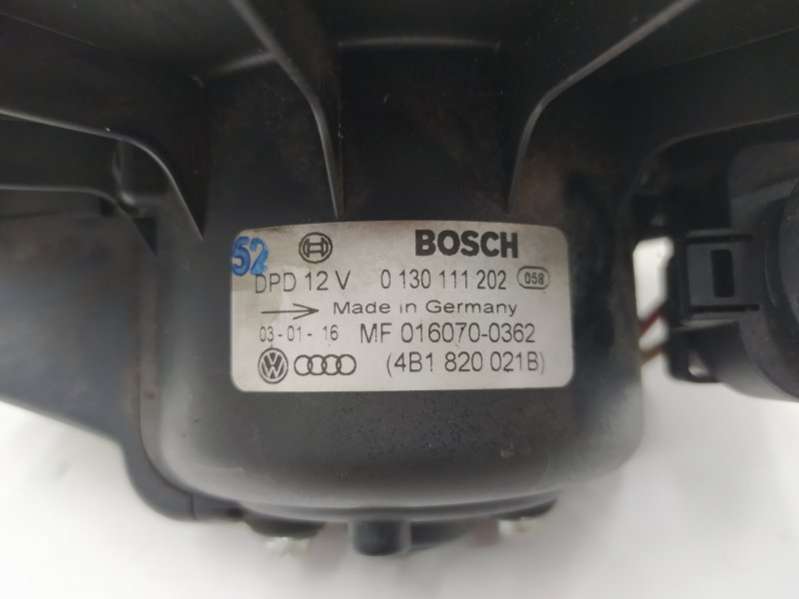 52
BOSCH
DPD 12 V 0 130 111 202 058
Made in Germany
03-01-16 MF 016070-0362
(4B1 820 021B)